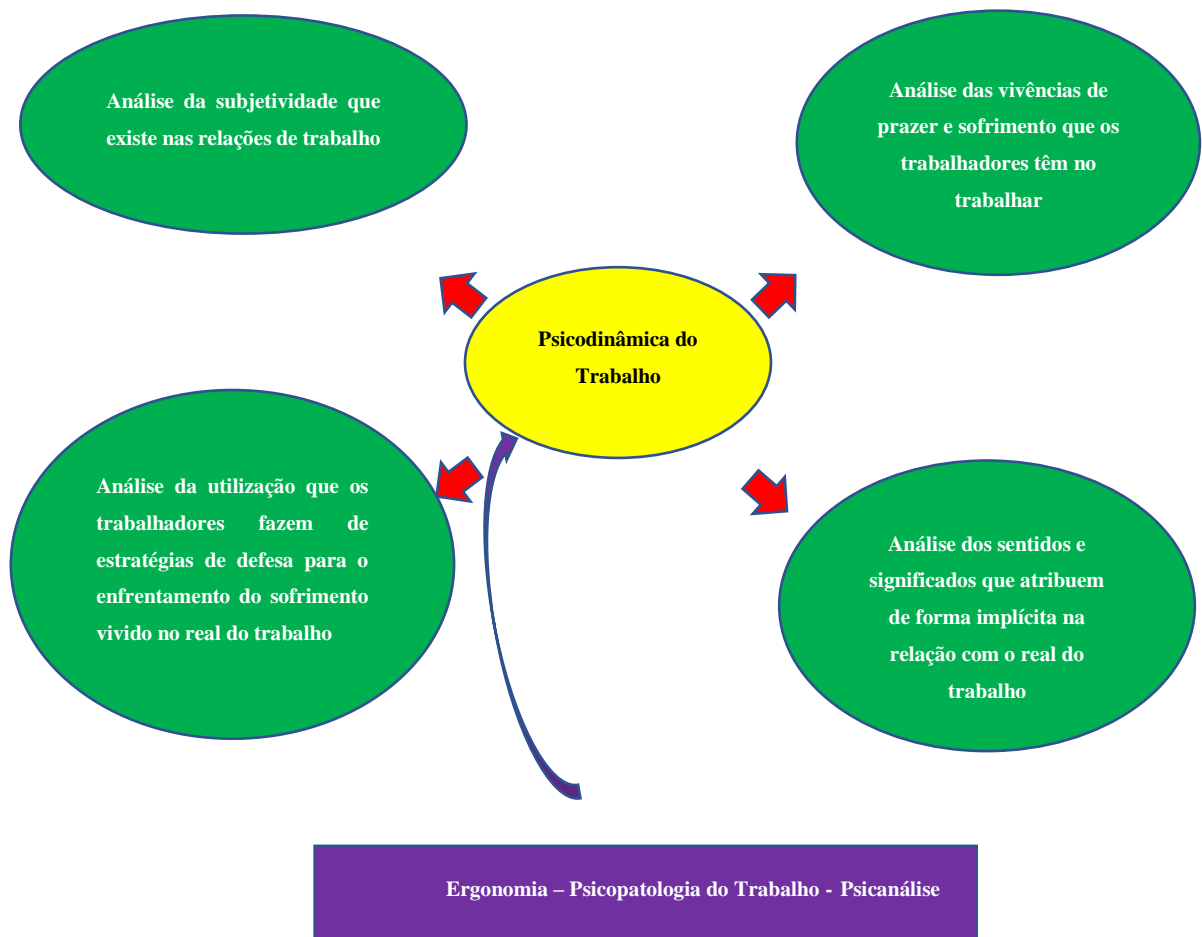 Análise da subjetividade que
existe nas relações de trabalho
Análise das vivências de
prazer e sofrimento que os
trabalhadores têm no
trabalhar
Psicodinâmica do
Trabalho
Análise da utilização que os
trabalhadores fazem de
estratégias de defesa para o
enfrentamento do sofrimento
vivido no real do trabalho
Análise dos sentidos e
significados que atribuem
de forma implícita na
relação com o real do
trabalho
Ergonomia – Psicopatologia do Trabalho - Psicanálise